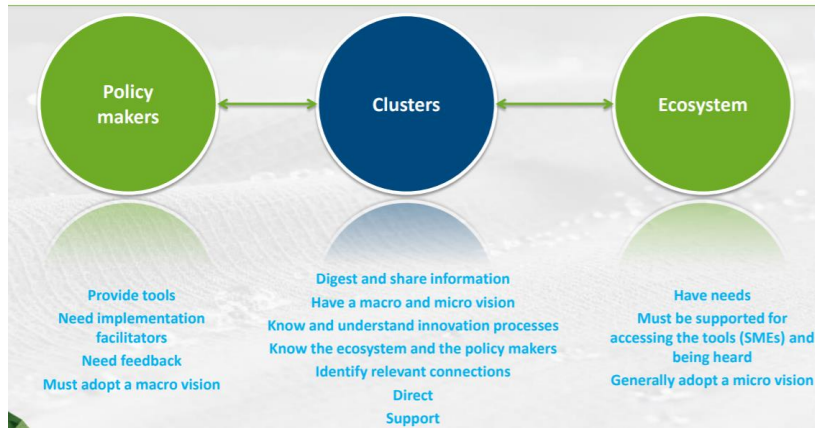 Policy
makers
Clusters
Ecosystem
Provide tools
Need implementation
facilitators
Need feedback
Must adopt a macro vision
Digest and share information
Have a macro and micro vision
Know and understand innovation processes
Know the ecosystem and the policy makers
Identify relevant connections
Direct
Support
Have needs
Must be supported for
accessing the tools (SMEs) and
being heard
Generally adopt a micro vision